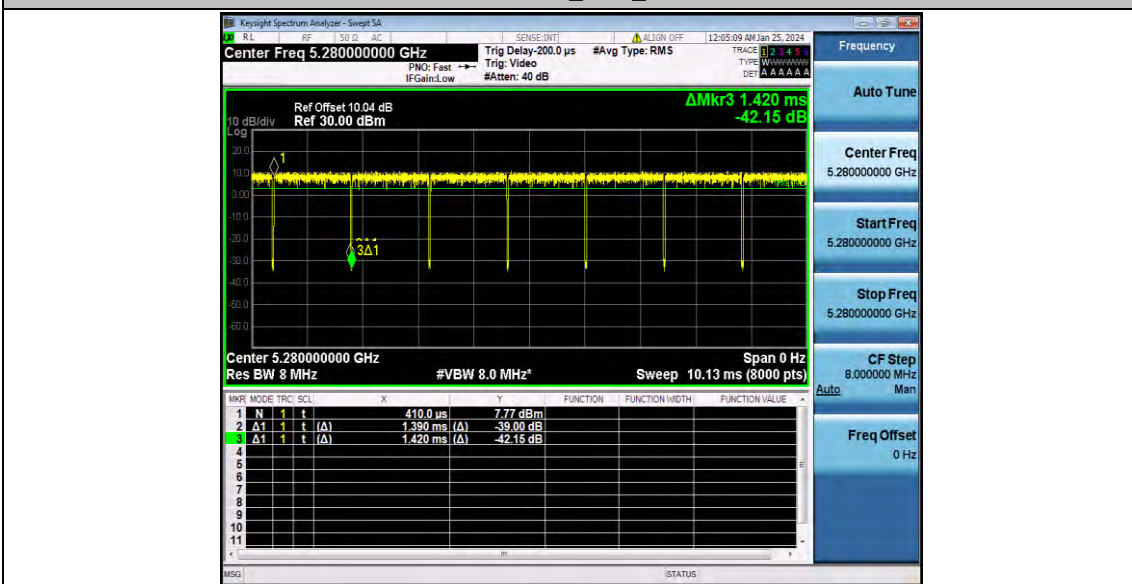 Keysight Spectrum Analyzer - Swept SA
RL RF 50 Ω AC SENSE:INT ALIGN OFF 12:05:09 AM Jan 25, 2024
Center Freq 5.280000000 GHz
PNO: Fast
IFGain:Low
Trig Delay-200.0 µs
Trig: Video
#Atten: 40 dB
#Avg Type: RMS
TRACE 1 2 3 4 5 6
TYPE W
DET A A A A A A
Frequency
Auto Tune
Center Freq
5.280000000 GHz
Start Freq
5.280000000 GHz
Stop Freq
5.280000000 GHz
CF Step
8.000000 MHz
Auto Man
Freq Offset
0 Hz
ΔMkr3 1.420 ms
-42.15 dB
Ref Offset 10.04 dB
10 dB/div Ref 30.00 dBm
Log
20.0
10.0
0.00
-10.0
-20.0
-30.0
-40.0
-50.0
-60.0
1
3Δ1
Center 5.280000000 GHz Span 0 Hz
Res BW 8 MHz #VBW 8.0 MHz* Sweep 10.13 ms (8000 pts)
MKR MODE TRC SCL X Y FUNCTION FUNCTION WIDTH FUNCTION VALUE
1 N 1 t 410.0 µs 7.77 dBm
2 Δ1 1 t (Δ) 1.390 ms (Δ) -39.00 dB
3 Δ1 1 t (Δ) 1.420 ms (Δ) -42.15 dB
4
5
6
7
8
9
10
11
MSG STATUS